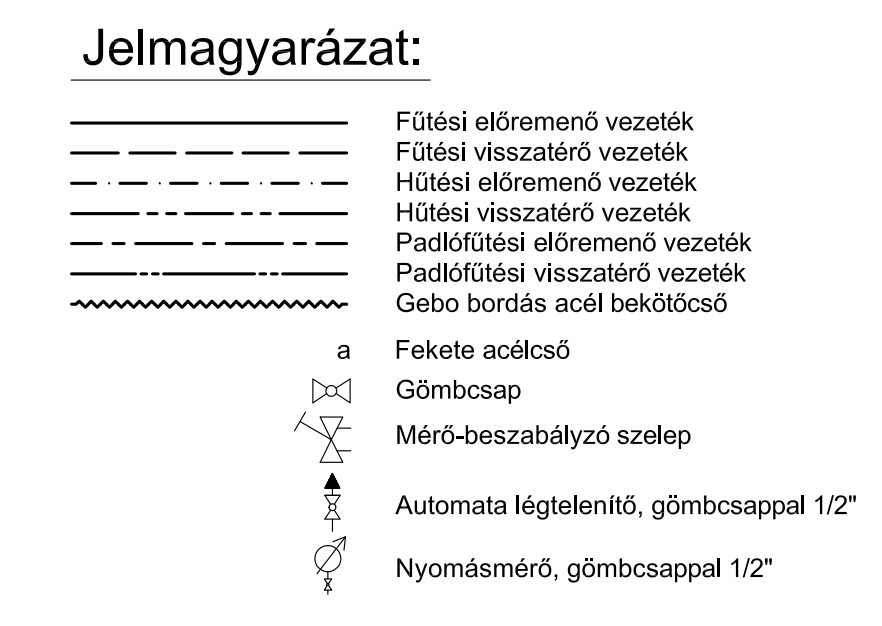 Jelmagyarázat:
Fűtési előremenő vezeték
Fűtési visszatérő vezeték
Hűtési előremenő vezeték
Hűtési visszatérő vezeték
Padlófűtési előremenő vezeték
Padlófűtési visszatérő vezeték
Gebo bordás acél bekötőcső
a Fekete acélcső
Gömbcsap
Mérő-beszabályzó szelep
Automata légtelenítő, gömbcsappal 1/2"
Nyomásmérő, gömbcsappal 1/2"